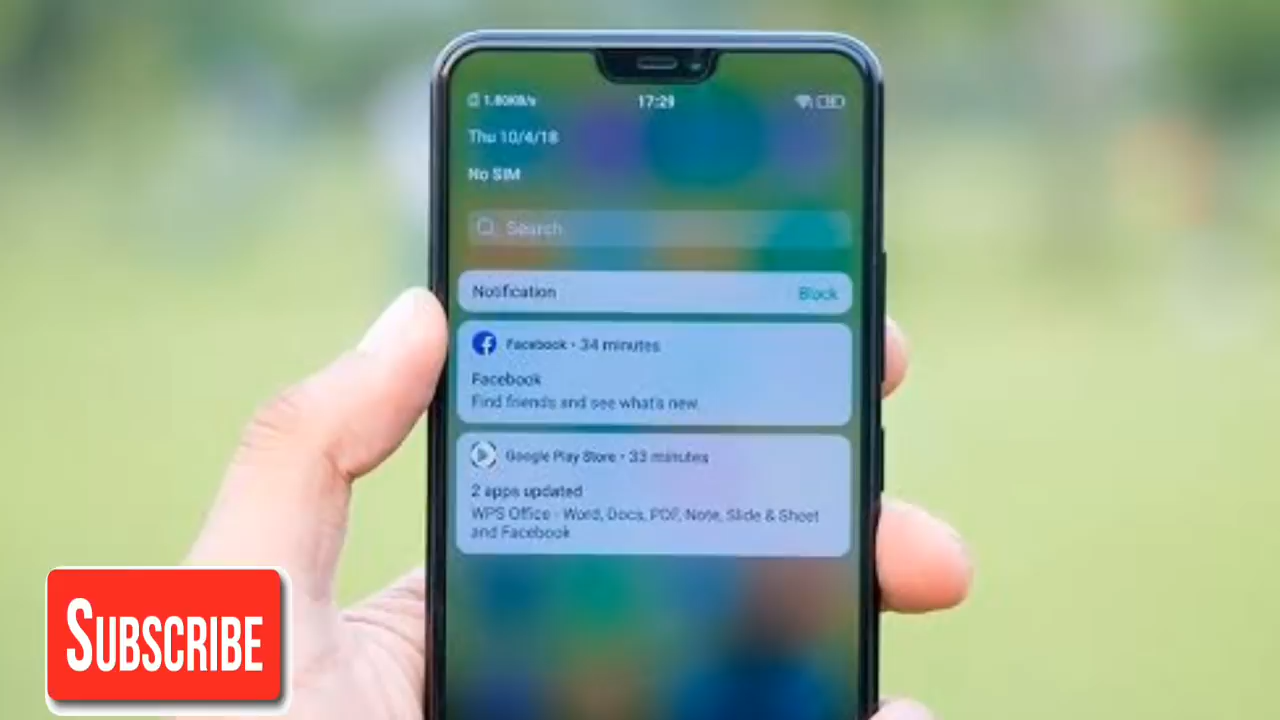 1.80KB/s
17:29
Thu 10/4/18
No SIM
Search
Notification
Block
Facebook • 34 minutes
Facebook
Find friends and see what's new
Google Play Store • 33 minutes
2 apps updated
WPS Office - Word, Docs, PDF, Note, Slide & Sheet
and Facebook
SUBSCRIBE